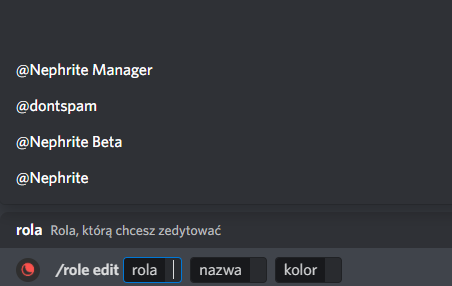 @Nephrite Manager
@dontspam
@Nephrite Beta
@Nephrite
rola Rola, którą chcesz zedytować
/role edit rola nazwa kolor